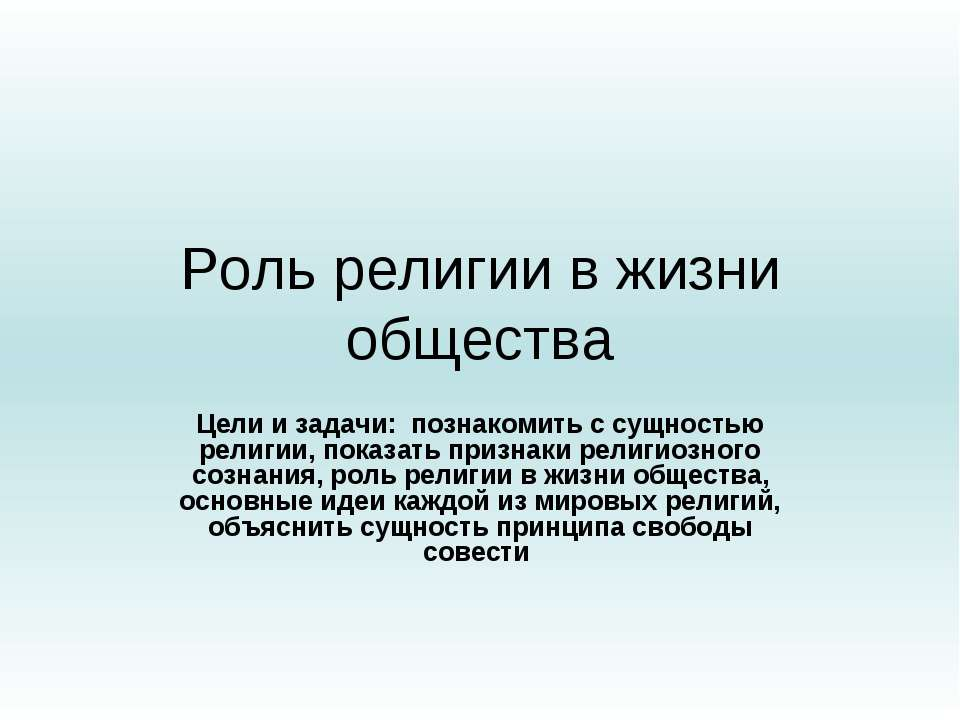 Роль религии в жизни
общества
Цели и задачи:  познакомить с сущностью
религии, показать признаки религиозного
сознания, роль религии в жизни общества,
основные идеи каждой из мировых религий,
объяснить сущность принципа свободы
совести